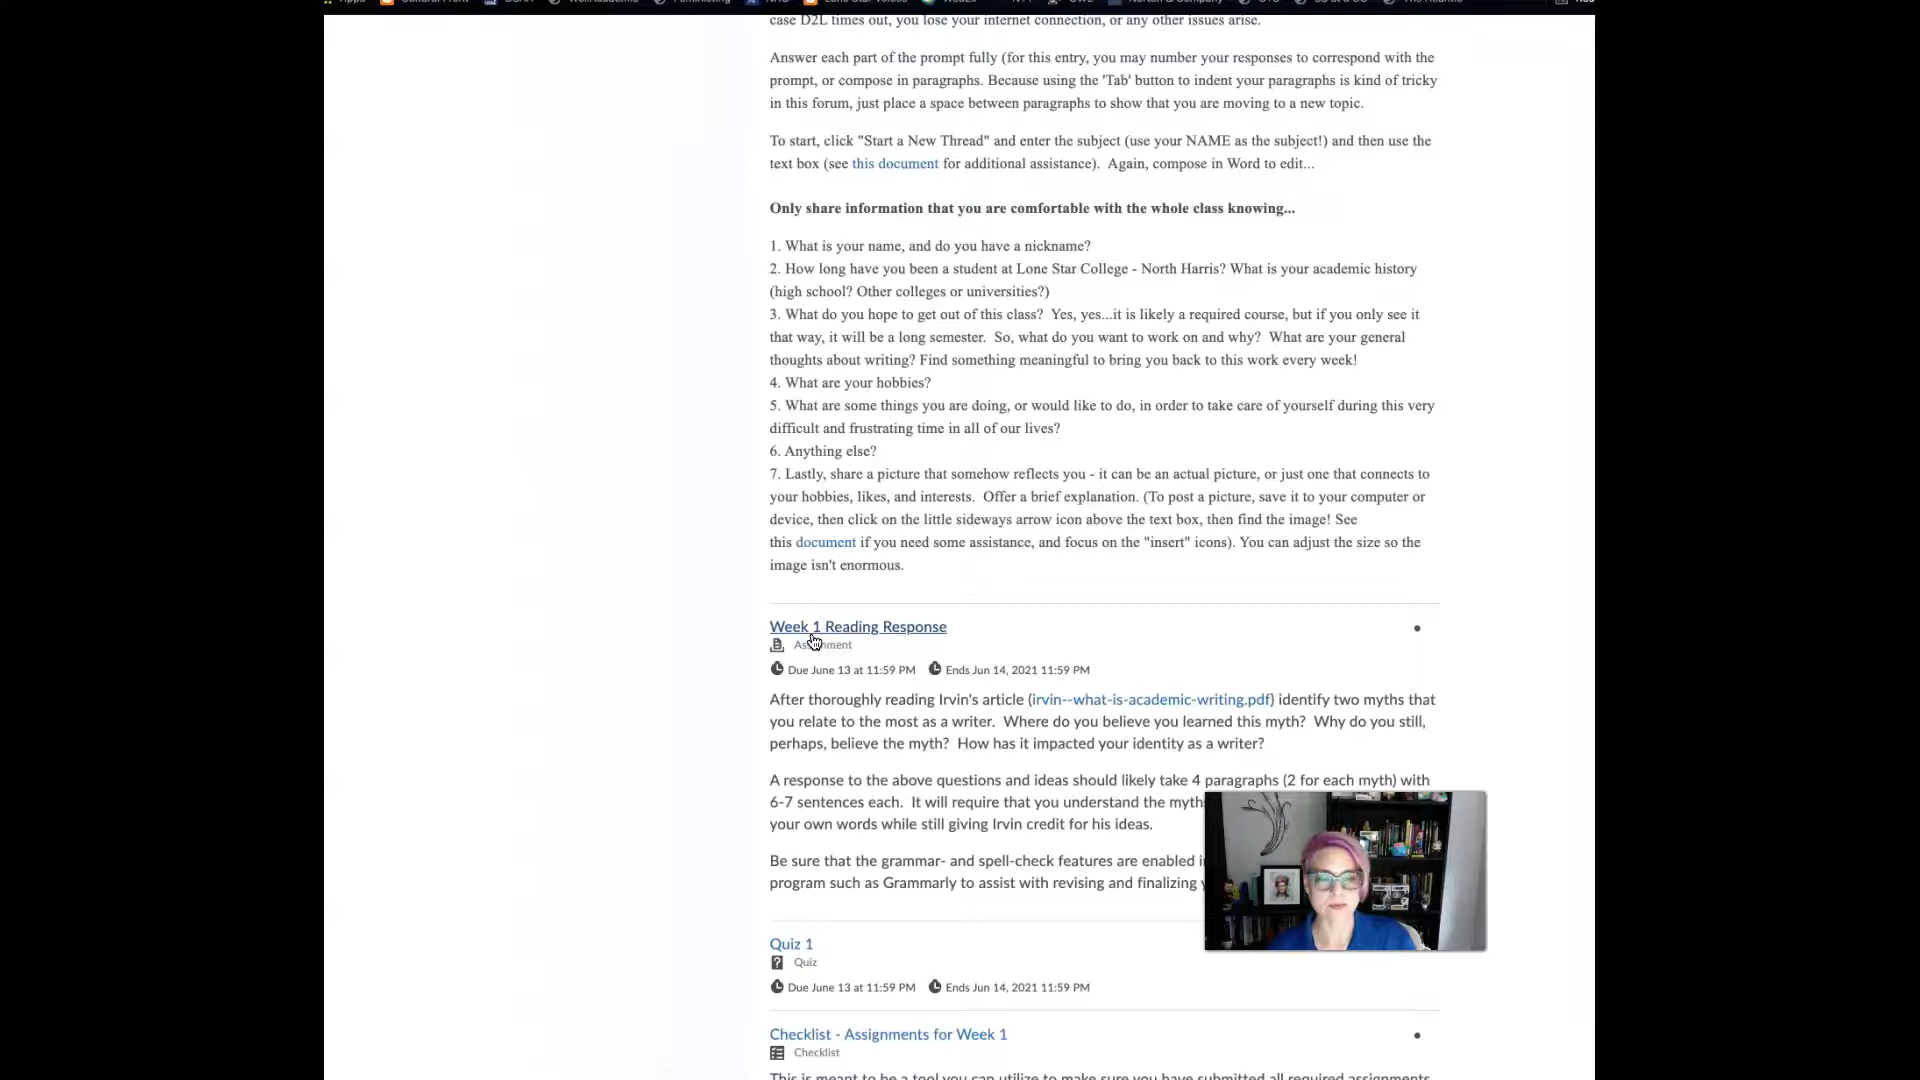 Apps
Lone Star Voices
WebEx
Norton & Company
The Atlantic
case D2L times out, you lose your internet connection, or any other issues arise.
Answer each part of the prompt fully (for this entry, you may number your responses to correspond with the
prompt, or compose in paragraphs. Because using the 'Tab' button to indent your paragraphs is kind of tricky
in this forum, just place a space between paragraphs to show that you are moving to a new topic.
To start, click "Start a New Thread" and enter the subject (use your NAME as the subject!) and then use the
text box (see this document for additional assistance).  Again, compose in Word to edit...
Only share information that you are comfortable with the whole class knowing...
1. What is your name, and do you have a nickname?
2. How long have you been a student at Lone Star College - North Harris? What is your academic history
(high school? Other colleges or universities?)
3. What do you hope to get out of this class?  Yes, yes...it is likely a required course, but if you only see it
that way, it will be a long semester.  So, what do you want to work on and why?  What are your general
thoughts about writing? Find something meaningful to bring you back to this work every week!
4. What are your hobbies?
5. What are some things you are doing, or would like to do, in order to take care of yourself during this very
difficult and frustrating time in all of our lives?
6. Anything else?
7. Lastly, share a picture that somehow reflects you - it can be an actual picture, or just one that connects to
your hobbies, likes, and interests.  Offer a brief explanation. (To post a picture, save it to your computer or
device, then click on the little sideways arrow icon above the text box, then find the image! See
this document if you need some assistance, and focus on the "insert" icons). You can adjust the size so the
image isn't enormous.
Week 1 Reading Response
Assignment
Due June 13 at 11:59 PM Ends Jun 14, 2021 11:59 PM
After thoroughly reading Irvin's article (irvin--what-is-academic-writing.pdf) identify two myths that
you relate to the most as a writer.  Where do you believe you learned this myth?  Why do you still,
perhaps, believe the myth?  How has it impacted your identity as a writer?
A response to the above questions and ideas should likely take 4 paragraphs (2 for each myth) with
6-7 sentences each.  It will require that you understand the myths
your own words while still giving Irvin credit for his ideas.
Be sure that the grammar- and spell-check features are enabled
program such as Grammarly to assist with revising and finalizing
Quiz 1
Quiz
Due June 13 at 11:59 PM Ends Jun 14, 2021 11:59 PM
Checklist - Assignments for Week 1
Checklist
This is meant to be a tool you can utilize to make sure you have submitted all required assignments